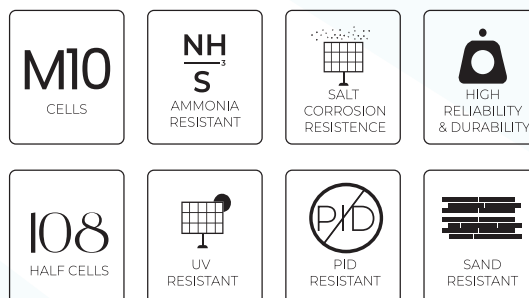 M10
CELLS
NH
3
S
AMMONIA
RESISTANT
SALT
CORROSION
RESISTENCE
HIGH
RELIABILITY
& DURABILITY
108
HALF CELLS
UV
RESISTANT
PID
PID
RESISTANT
SAND
RESISTANT